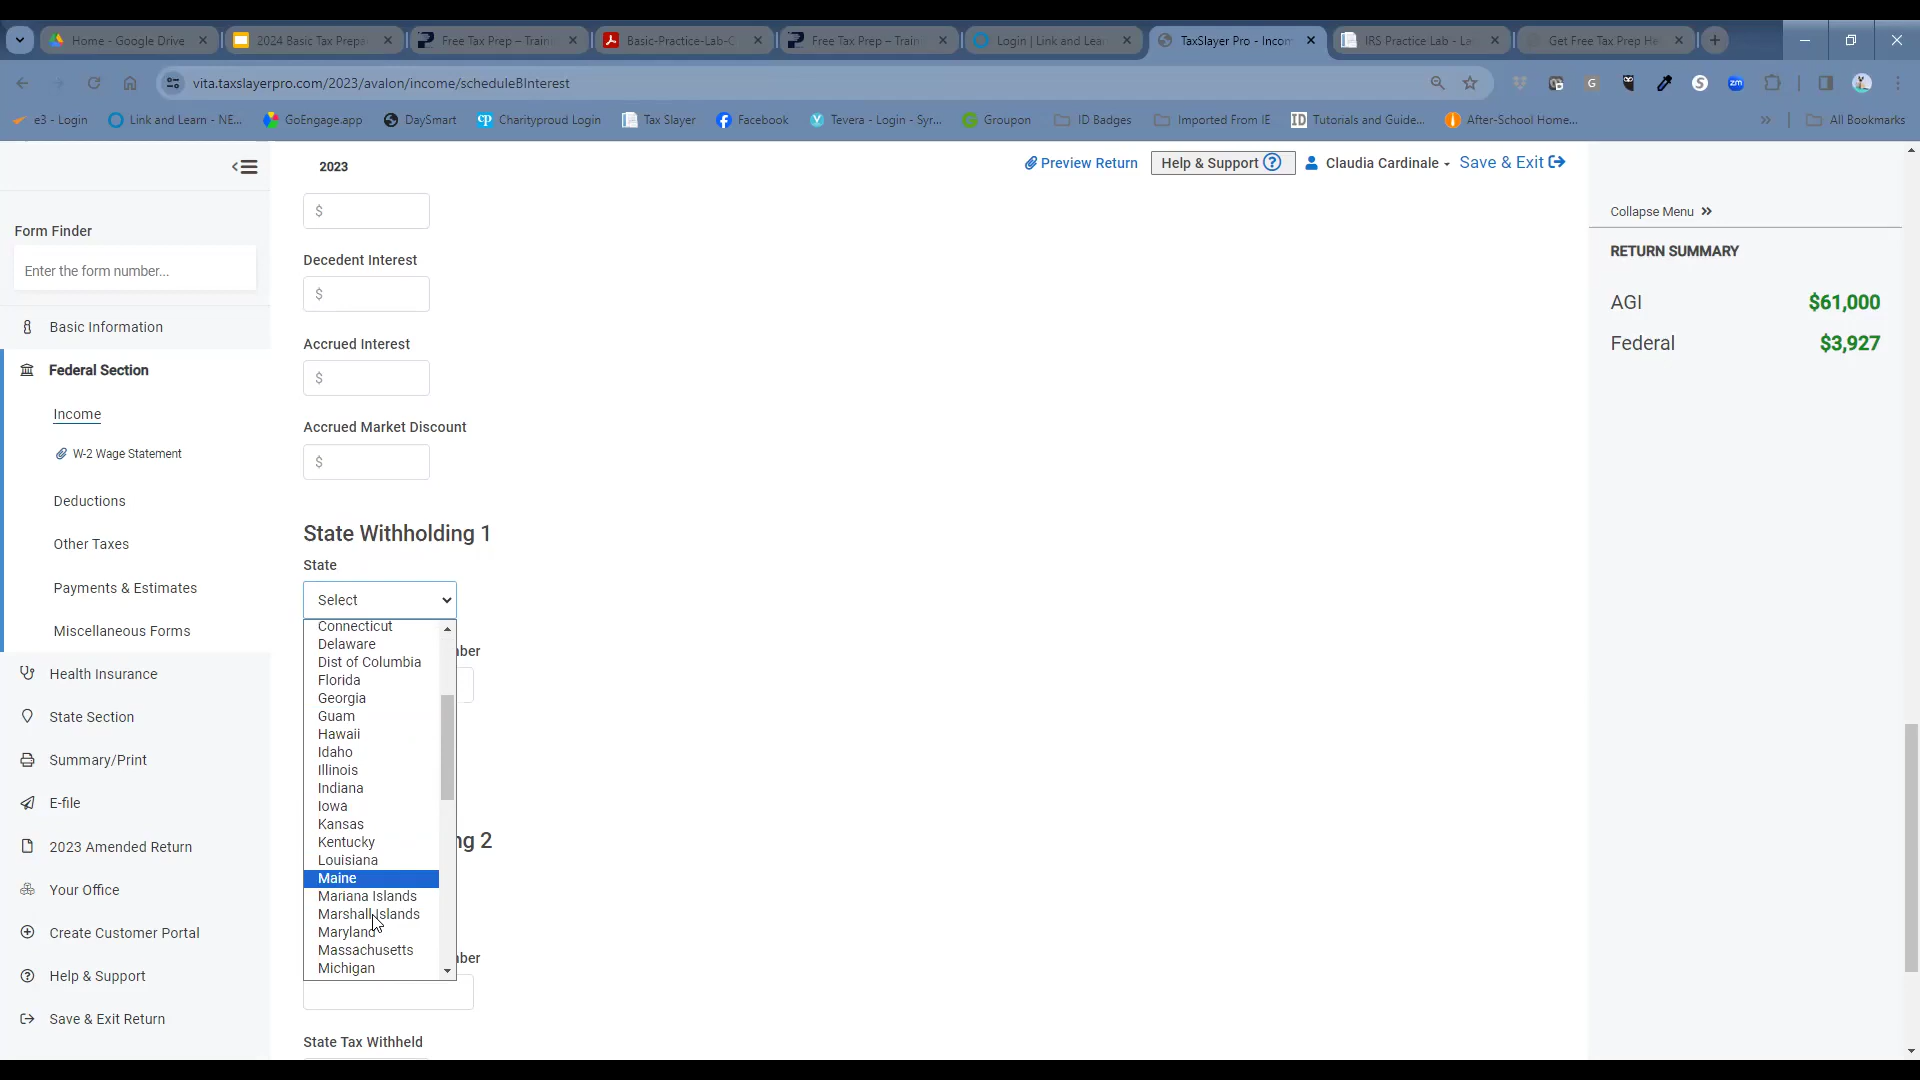 Home - Google Drive
2024 Basic Tax Prepa
Free Tax Prep – Train
Basic-Practice-Lab-C
Free Tax Prep – Train
Login | Link and Lea
TaxSlayer Pro - Incom
IRS Practice Lab - La
Get Free Tax Prep He
vita.taxslayerpro.com/2023/avalon/income/scheduleBInterest
e3 - Login
Link and Learn - NE...
GoEngage.app
DaySmart
Charityproud Login
Tax Slayer
Facebook
Tevera - Login - Syr...
Groupon
ID Badges
Imported From IE
Tutorials and Guide...
After-School Home...
All Bookmarks
2023
Preview Return
Help & Support
Claudia Cardinale
Save & Exit
Form Finder
Enter the form number...
Basic Information
Federal Section
Income
W-2 Wage Statement
Deductions
Other Taxes
Payments & Estimates
Miscellaneous Forms
Health Insurance
State Section
Summary/Print
E-file
2023 Amended Return
Your Office
Create Customer Portal
Help & Support
Save & Exit Return
$
Decedent Interest
$
Accrued Interest
$
Accrued Market Discount
$
State Withholding 1
State
Select
Connecticut
Delaware
Dist of Columbia
Florida
Georgia
Guam
Hawaii
Idaho
Illinois
Indiana
Iowa
Kansas
Kentucky
Louisiana
Maine
Mariana Islands
Marshall Islands
Maryland
Massachusetts
Michigan
nber
ng 2
nber
State Tax Withheld
Collapse Menu
RETURN SUMMARY
AGI $61,000
Federal $3,927